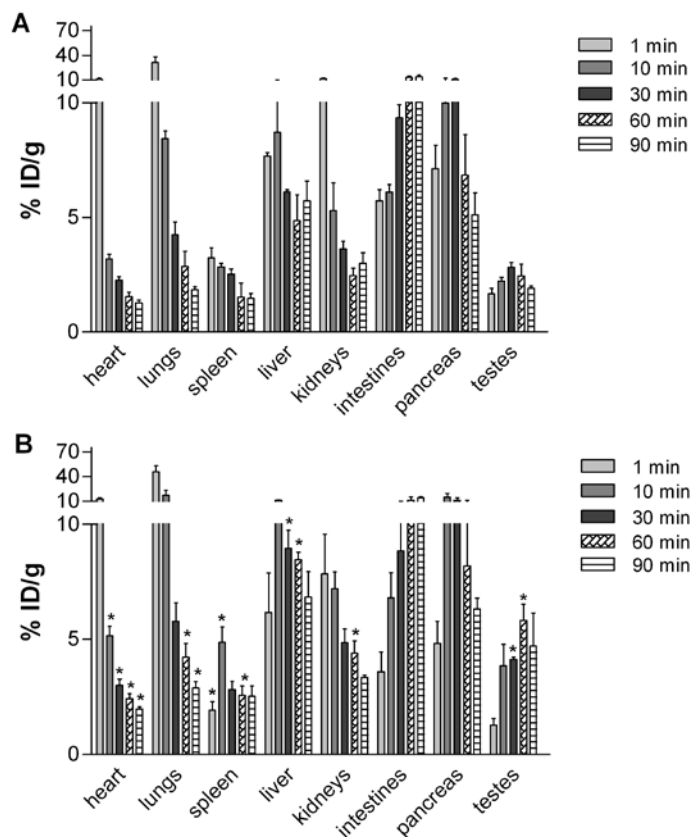 A
70
40
10
10
5
0
% ID/g
heart
lungs
spleen
liver
kidneys
intestines
pancreas
testes
1 min
10 min
30 min
60 min
90 min
B
70
40
10
10
5
0
% ID/g
* * * *
* *
* * *
* *
*
* *
heart
lungs
spleen
liver
kidneys
intestines
pancreas
testes
1 min
10 min
30 min
60 min
90 min